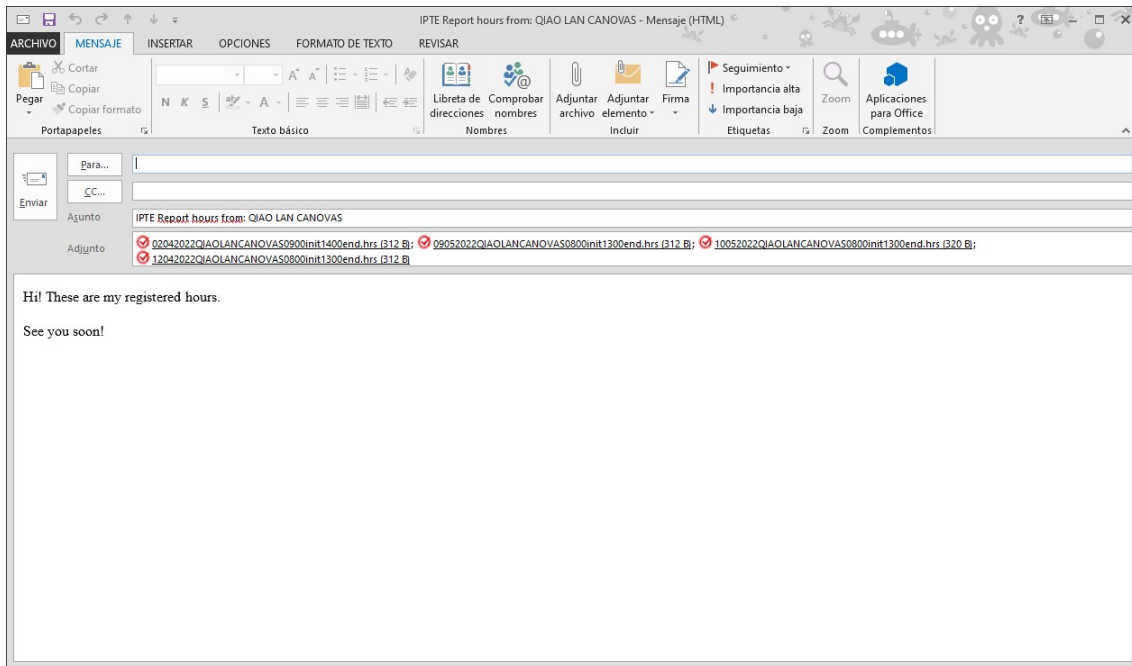 IPTE Report hours from: QIAO LAN CANOVAS - Mensaje (HTML)
ARCHIVO MENSAJE INSERTAR OPCIONES FORMATO DE TEXTO REVISAR
Pegar
Cortar
Copiar
Copiar formato
Portapapeles
N K S
A A A
Texto básico
Libreta de direcciones
Comprobar nombres
Nombres
Adjuntar archivo
Adjuntar elemento
Firma
Incluir
Seguimiento
Importancia alta
Importancia baja
Etiquetas
Zoom
Zoom
Aplicaciones para Office
Complementos
Enviar
Para...
CC...
Asunto IPTE Report hours from: QIAO LAN CANOVAS
Adjunto 02042022QIAOLANCANOVAS0900init1400end.hrs (312 B); 09052022QIAOLANCANOVAS0800init1300end.hrs (312 B); 10052022QIAOLANCANOVAS0800init1300end.hrs (320 B);
12042022QIAOLANCANOVAS0800init1300end.hrs (312 B)
Hi! These are my registered hours.
See you soon!